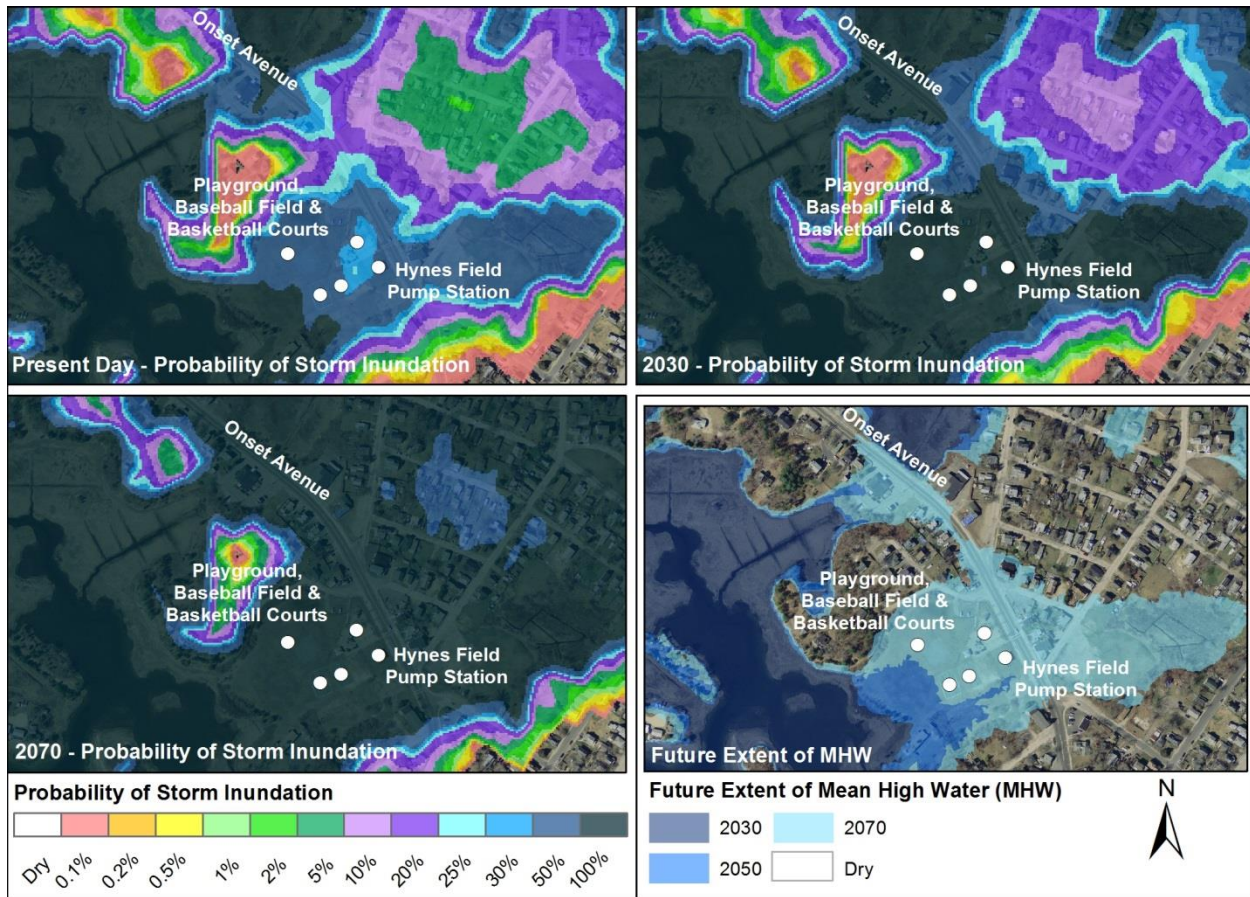 Onset Avenue
Playground,
Baseball Field &
Basketball Courts
Hynes Field
Pump Station
Present Day - Probability of Storm Inundation
Onset Avenue
Playground,
Baseball Field &
Basketball Courts
Hynes Field
Pump Station
2030 - Probability of Storm Inundation
Onset Avenue
Playground,
Baseball Field &
Basketball Courts
Hynes Field
Pump Station
2070 - Probability of Storm Inundation
Onset Avenue
Playground,
Baseball Field &
Basketball Courts
Hynes Field
Pump Station
Future Extent of MHW
Probability of Storm Inundation
Dry 0.1% 0.2% 0.5% 1% 2% 5% 10% 20% 25% 30% 50% 100%
Future Extent of Mean High Water (MHW)
2030 2070
2050 Dry
N